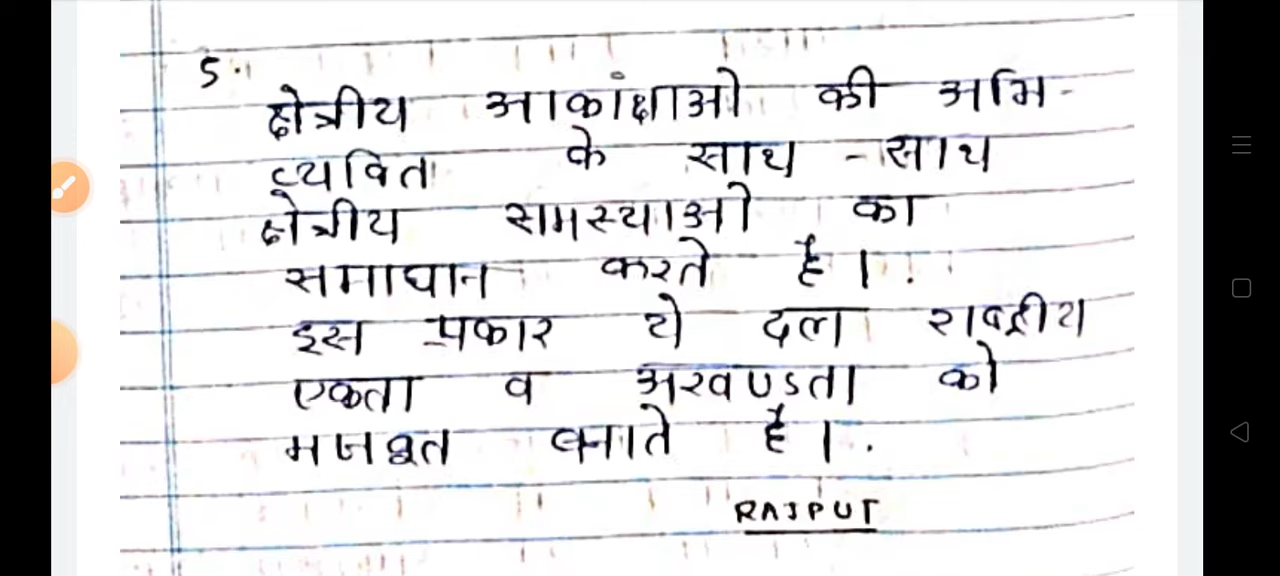 5.
क्षेत्रीय आकांक्षाओ की अभि-
व्यक्ति के साथ - साथ
क्षेत्रीय समस्याओ का
समाधान करते है।
इस प्रकार ये दल राष्ट्रीय
एकता व अखण्डता को
मजबूत बनाते है।
RAJPUT